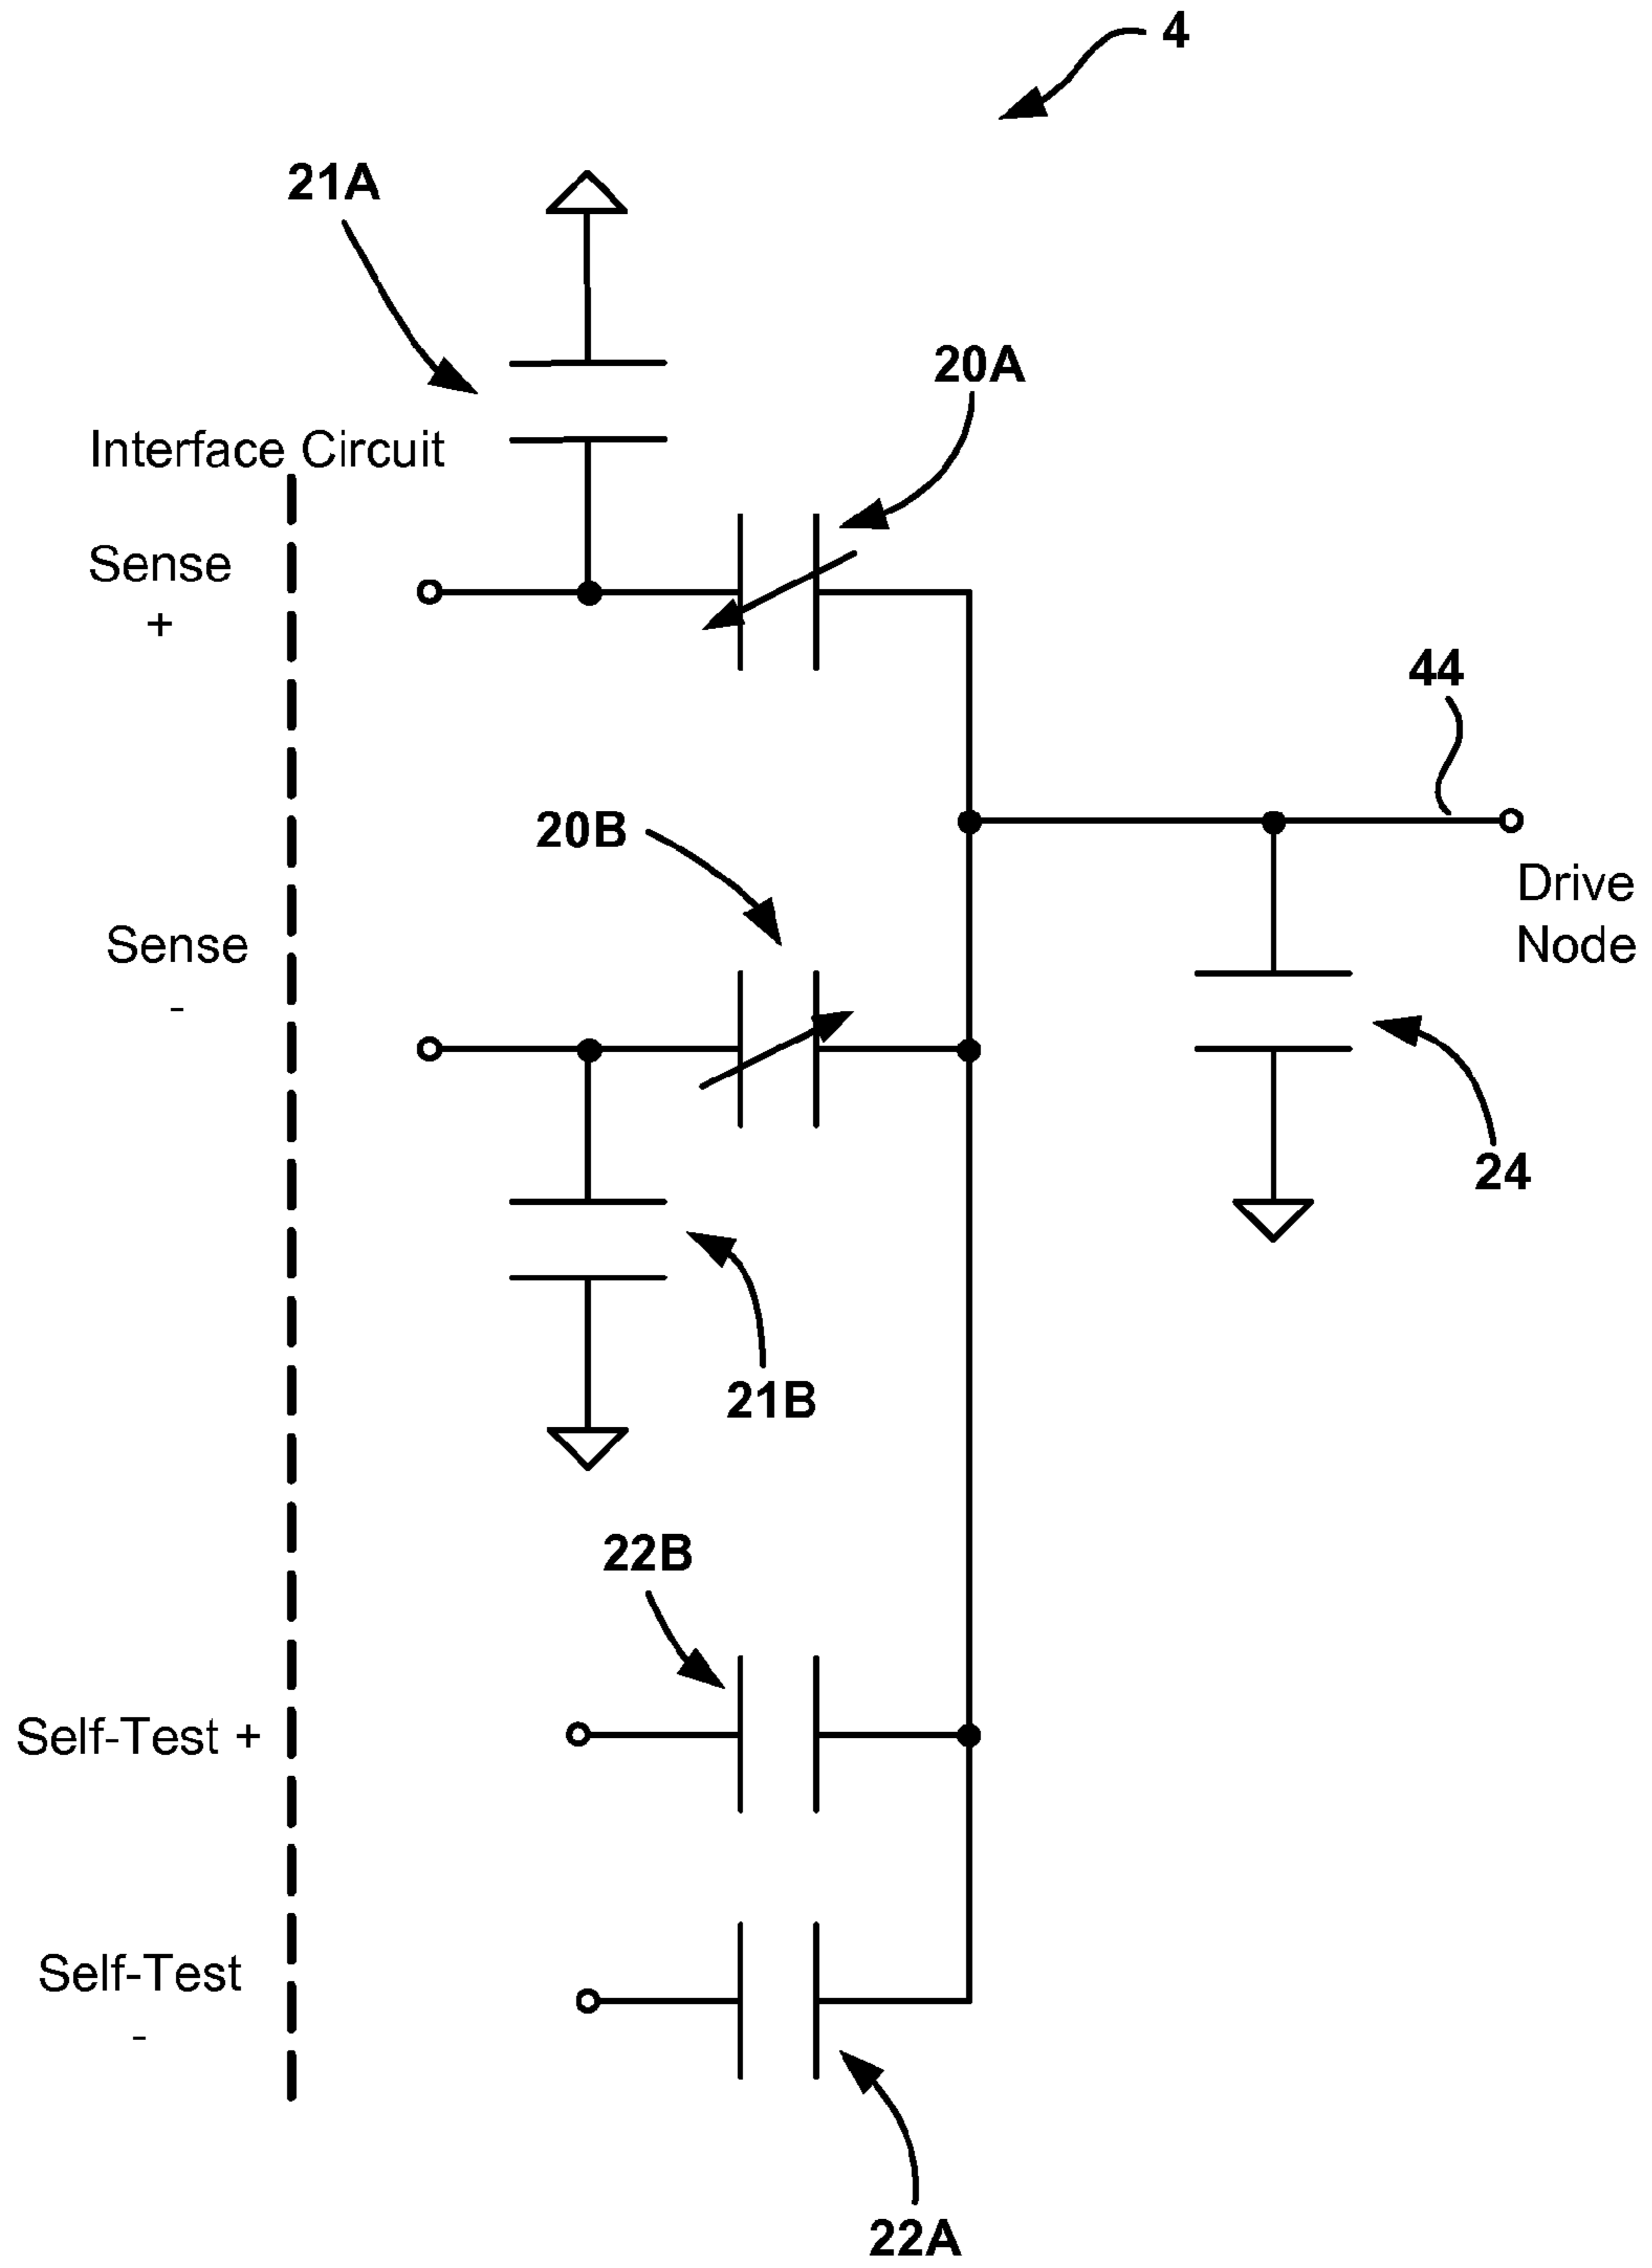 4
21A
20A
Interface Circuit
Sense
+
44
20B
Drive
Node
Sense
-
24
21B
22B
Self-Test +
Self-Test
-
22A